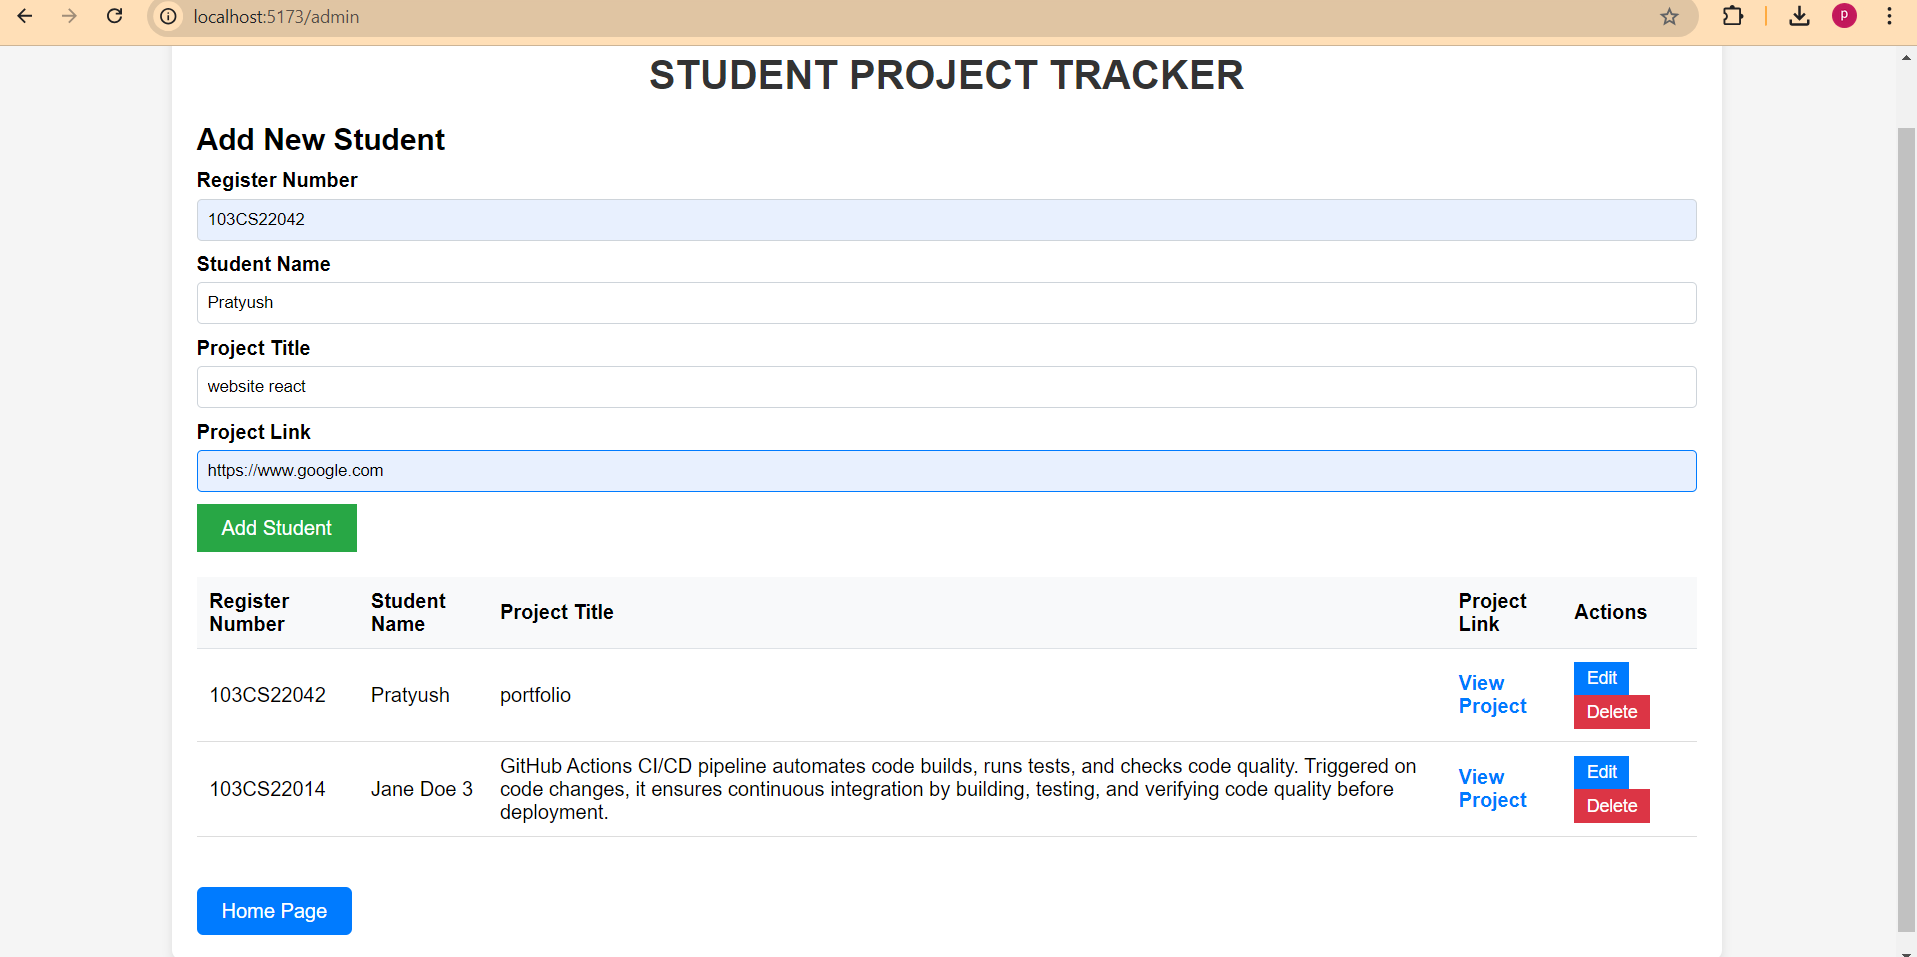 localhost:5173/admin
P
STUDENT PROJECT TRACKER
Add New Student
Register Number
103CS22042
Student Name
Pratyush
Project Title
website react
Project Link
https://www.google.com
Add Student
Register Number
Student Name
Project Title
Project Link
Actions
103CS22042
Pratyush
portfolio
View
Project
Edit
Delete
103CS22014
Jane Doe 3
GitHub Actions CI/CD pipeline automates code builds, runs tests, and checks code quality. Triggered on
code changes, it ensures continuous integration by building, testing, and verifying code quality before
deployment.
View
Project
Edit
Delete
Home Page